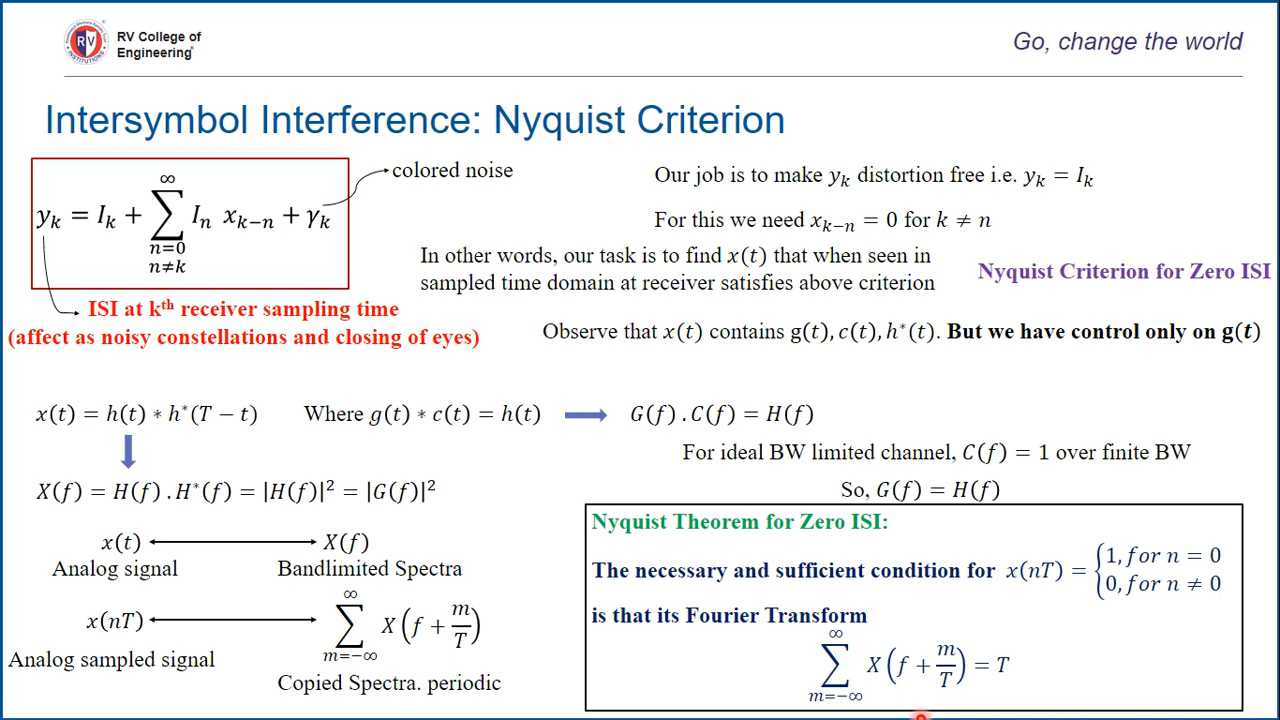 RV College of
Engineering
Go, change the world
Intersymbol Interference: Nyquist Criterion
y_k = I_k + ∑_{n=0, n≠k}^{∞} I_n x_{k−n} + γ_k
colored noise
ISI at k^th receiver sampling time
(affect as noisy constellations and closing of eyes)
Our job is to make y_k distortion free i.e. y_k = I_k
For this we need x_{k−n} = 0 for k ≠ n
In other words, our task is to find x(t) that when seen in
sampled time domain at receiver satisfies above criterion
Nyquist Criterion for Zero ISI
Observe that x(t) contains g(t), c(t), h*(t). But we have control only on g(t)
x(t) = h(t) ∗ h*(T − t) Where g(t) ∗ c(t) = h(t) G(f) . C(f) = H(f)
For ideal BW limited channel, C(f) = 1 over finite BW
So, G(f) = H(f)
X(f) = H(f) . H*(f) = |H(f)|² = |G(f)|²
x(t) X(f)
Analog signal Bandlimited Spectra
x(nT) ∑_{m=−∞}^{∞} X(f + m/T)
Analog sampled signal
Copied Spectra. periodic
Nyquist Theorem for Zero ISI:
The necessary and sufficient condition for x(nT) = {1, for n = 0
0, for n ≠ 0
is that its Fourier Transform
∑_{m=−∞}^{∞} X(f + m/T) = T